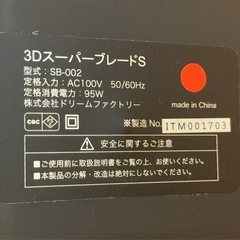 3DスーパーブレードS
型式:SB-002
定格入力:AC100V 50/60Hz
定格消費電力:95W
株式会社ドリームファクトリー
made in China
※製造No. ITM001703
⚠ 安全に関するご注意
■ご使用前に必ず取扱説明書をご覧の上、お使いください。
■本製品の分解・改造は絶対にしないでください。